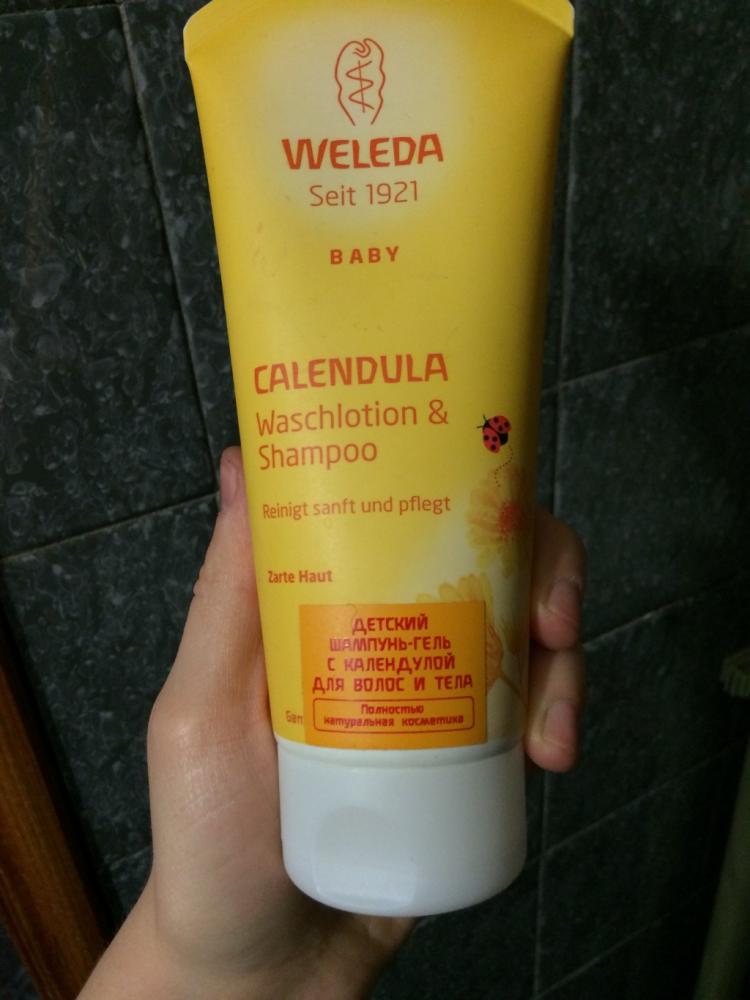 WELEDA
Seit 1921
BABY
CALENDULA
Waschlotion &
Shampoo
Reinigt sanft und pflegt
Zarte Haut
ДЕТСКИЙ
ШАМПУНЬ-ГЕЛЬ
С КАЛЕНДУЛОЙ
ДЛЯ ВОЛОС И ТЕЛА
Полностью
натуральная косметика